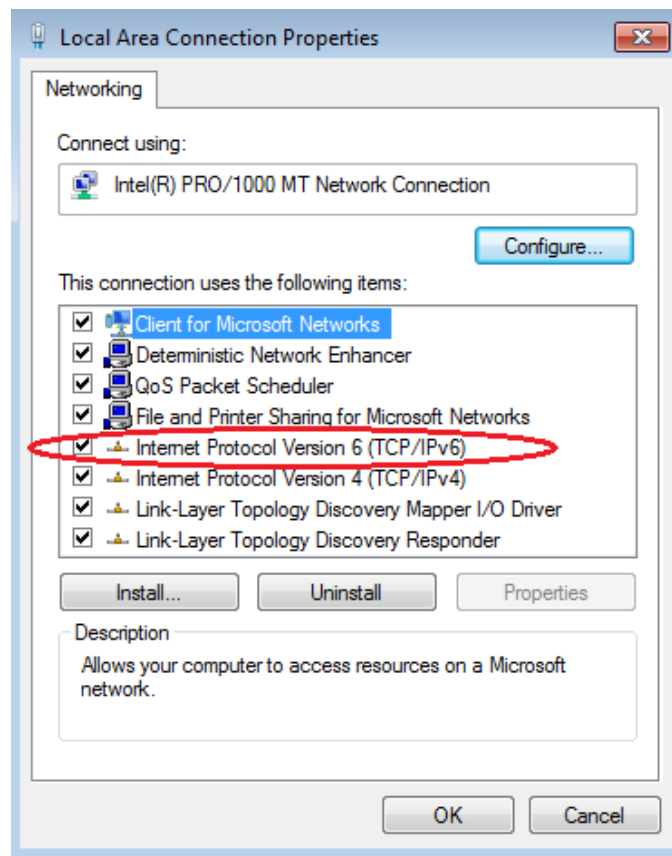 Local Area Connection Properties
Networking
Connect using:
Intel(R) PRO/1000 MT Network Connection
Configure...
This connection uses the following items:
Client for Microsoft Networks
Deterministic Network Enhancer
QoS Packet Scheduler
File and Printer Sharing for Microsoft Networks
Internet Protocol Version 6 (TCP/IPv6)
Internet Protocol Version 4 (TCP/IPv4)
Link-Layer Topology Discovery Mapper I/O Driver
Link-Layer Topology Discovery Responder
Install... Uninstall Properties
Description
Allows your computer to access resources on a Microsoft
network.
OK Cancel